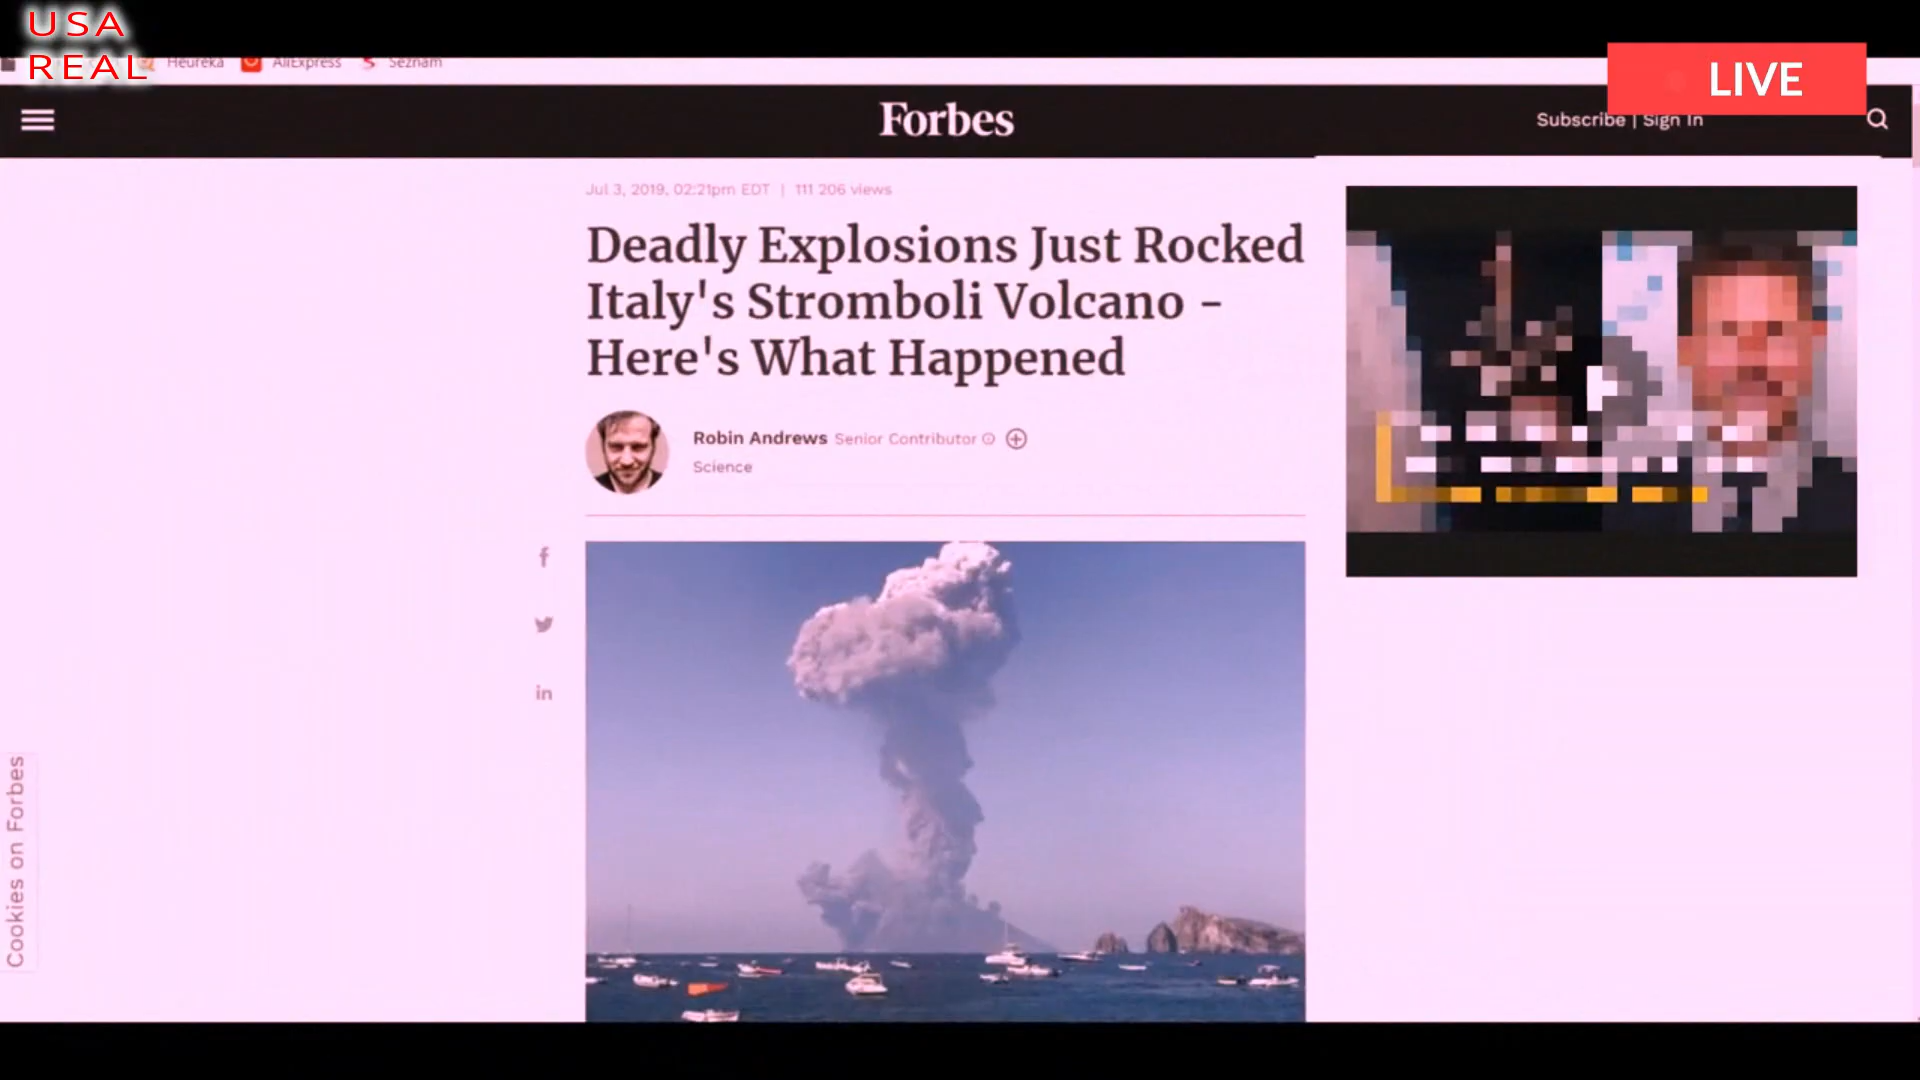 USA
REAL
Heureka AliExpress Seznam
LIVE
Forbes
Subscribe | Sign In
Jul 3, 2019, 02:21pm EDT | 111 206 views
Deadly Explosions Just Rocked
Italy's Stromboli Volcano -
Here's What Happened
Robin Andrews Senior Contributor
Science
f
in
Cookies on Forbes